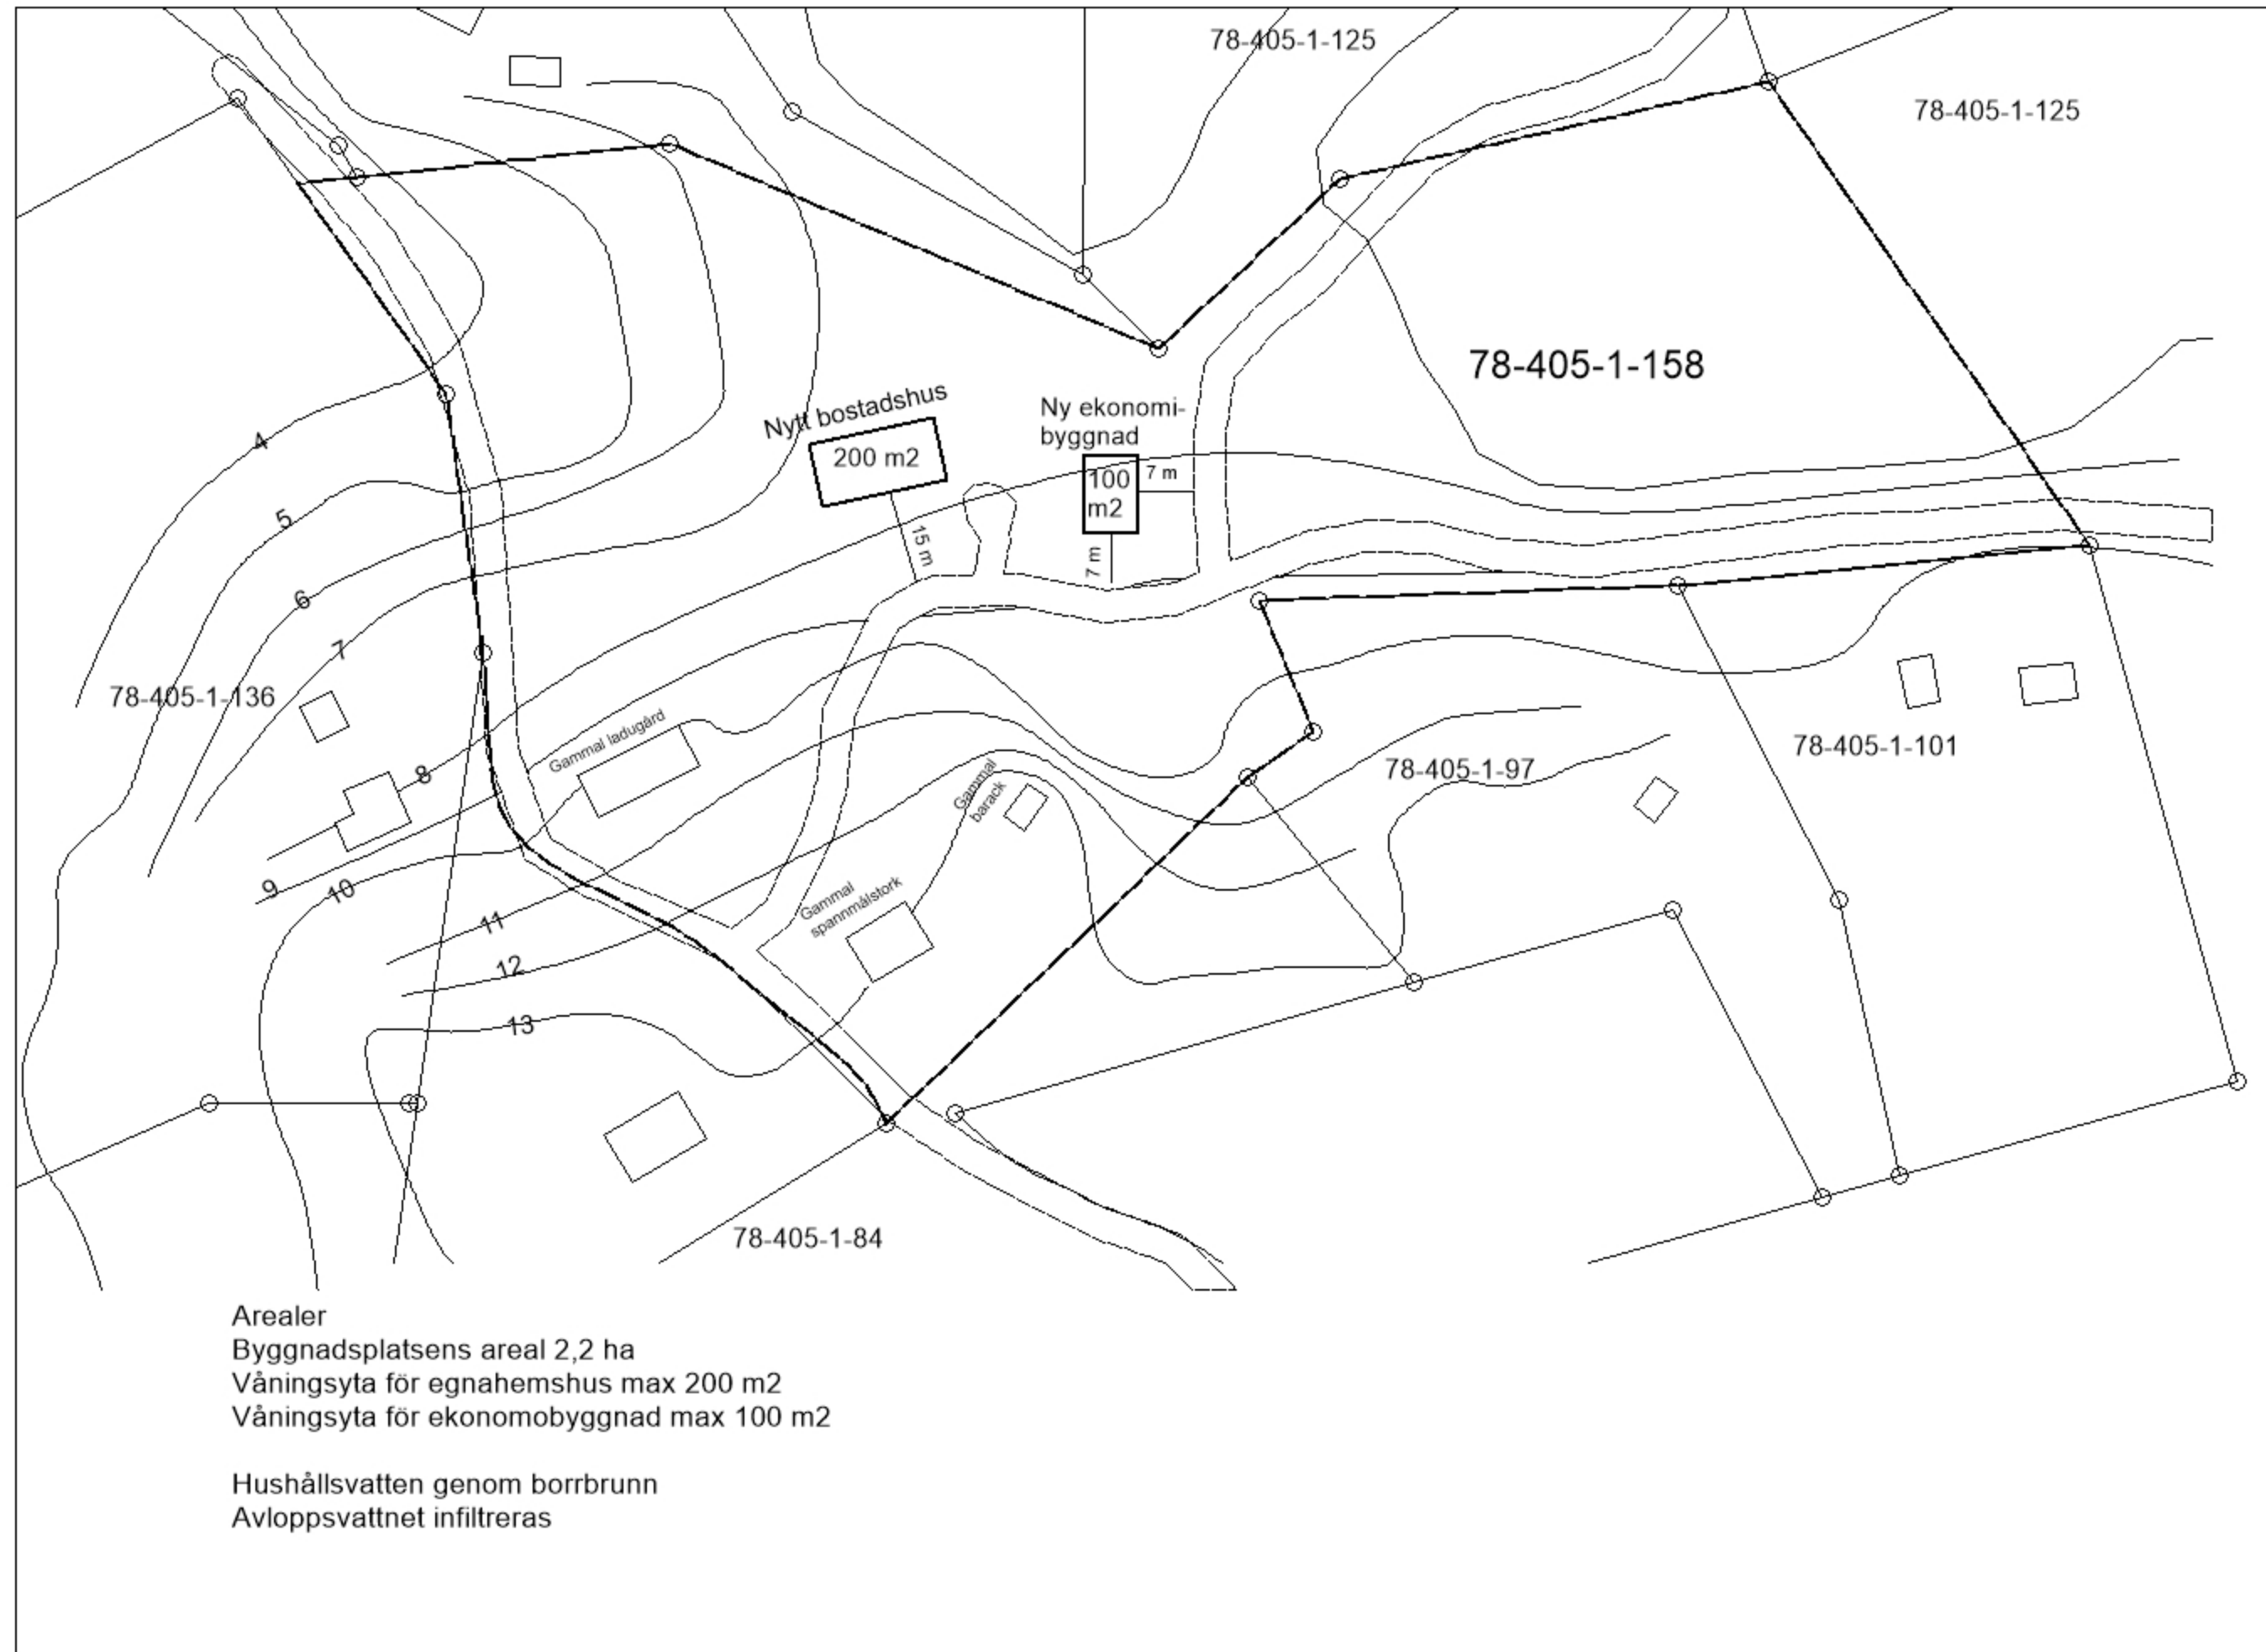 78-405-1-125
78-405-1-125
78-405-1-158
Nytt bostadshus
200 m2
Ny ekonomi-
byggnad
100
m2
7 m
15 m
7 m
4
5
6
7
78-405-1-136
8
Gammal ladugård
Gammal
barack
78-405-1-97
78-405-1-101
9
10
11
12
13
Gammal
spannmålstork
78-405-1-84
Arealer
Byggnadsplatsens areal 2,2 ha
Våningsyta för egnahemshus max 200 m2
Våningsyta för ekonomobyggnad max 100 m2
Hushållsvatten genom borrbrunn
Avloppsvattnet infiltreras